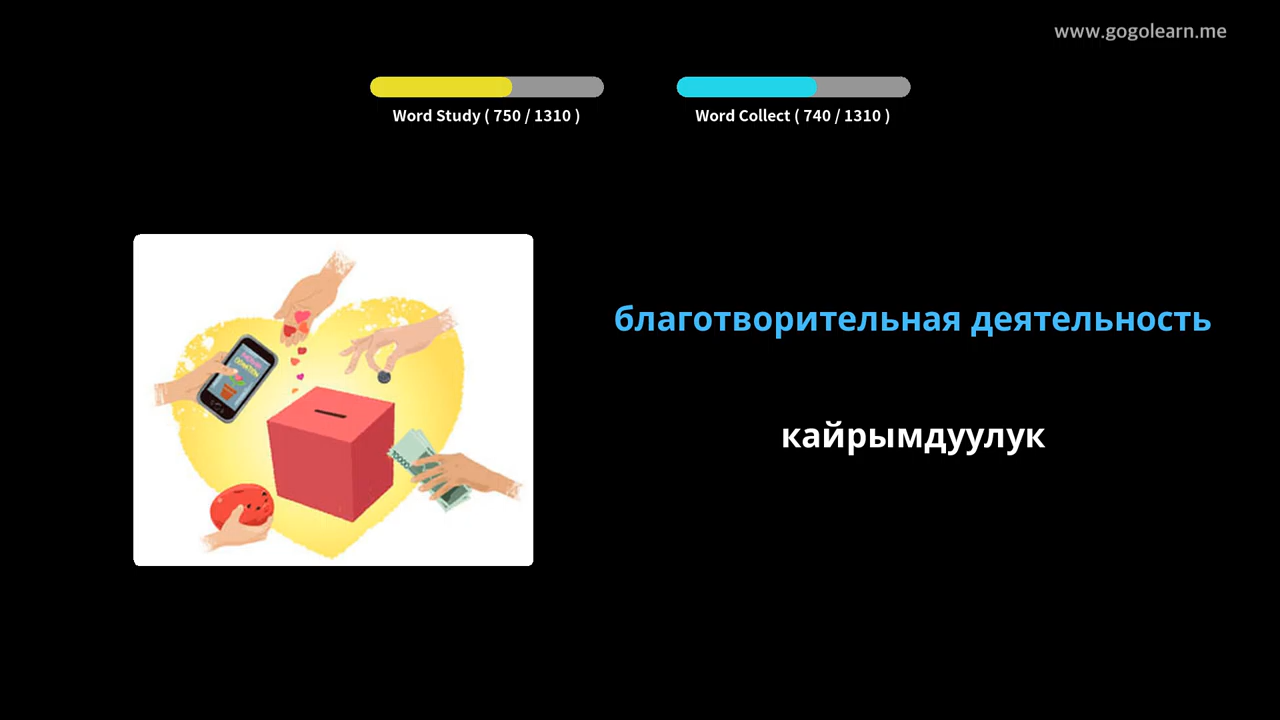 www.gogolearn.me
Word Study ( 750 / 1310 )
Word Collect ( 740 / 1310 )
благотворительная деятельность
кайрымдуулук